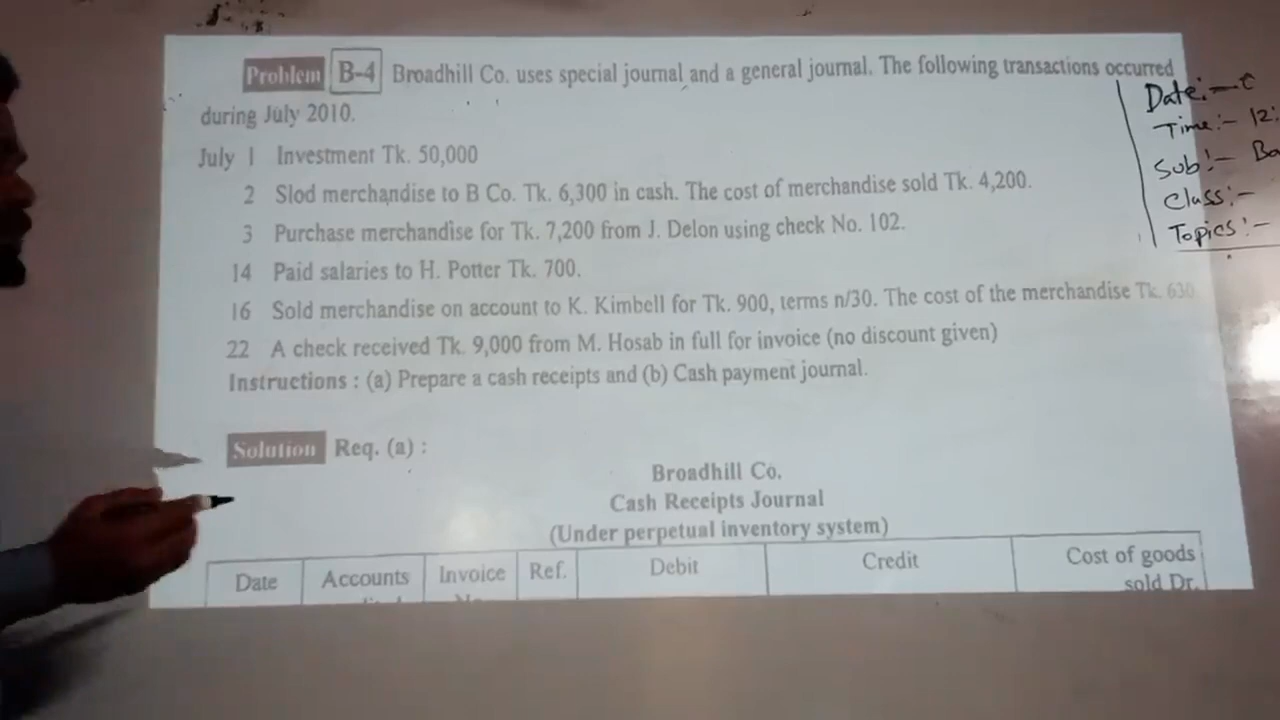 Problem B-4 Broadhill Co. uses special journal and a general journal. The following transactions occurred
during July 2010.
July 1 Investment Tk. 50,000
2 Slod merchandise to B Co. Tk. 6,300 in cash. The cost of merchandise sold Tk. 4,200.
3 Purchase merchandise for Tk. 7,200 from J. Delon using check No. 102.
14 Paid salaries to H. Potter Tk. 700.
16 Sold merchandise on account to K. Kimbell for Tk. 900, terms n/30. The cost of the merchandise Tk. 630
22 A check received Tk. 9,000 from M. Hosab in full for invoice (no discount given)
Instructions : (a) Prepare a cash receipts and (b) Cash payment journal.
Solution Req. (a) :
Broadhill Co.
Cash Receipts Journal
(Under perpetual inventory system)
Date Accounts Invoice Ref. Debit Credit Cost of goods
sold Dr.
Date:-
Time:- 12:
Sub:- Ba
Class:-
Topics:-